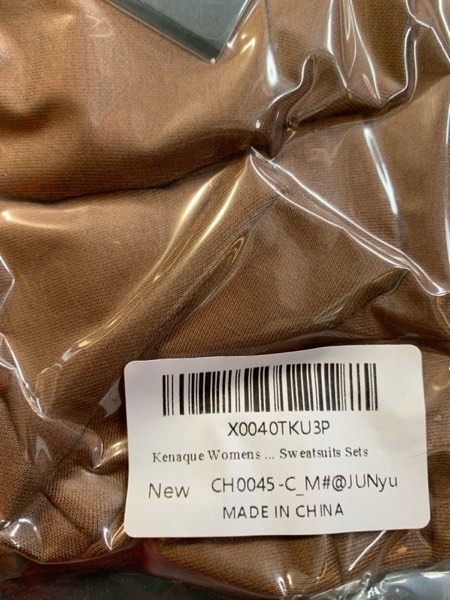 X0040TKU3P
Kenaque Womens ... Sweatsuits Sets
New CH0045-C_M#@JUNyu
MADE IN CHINA